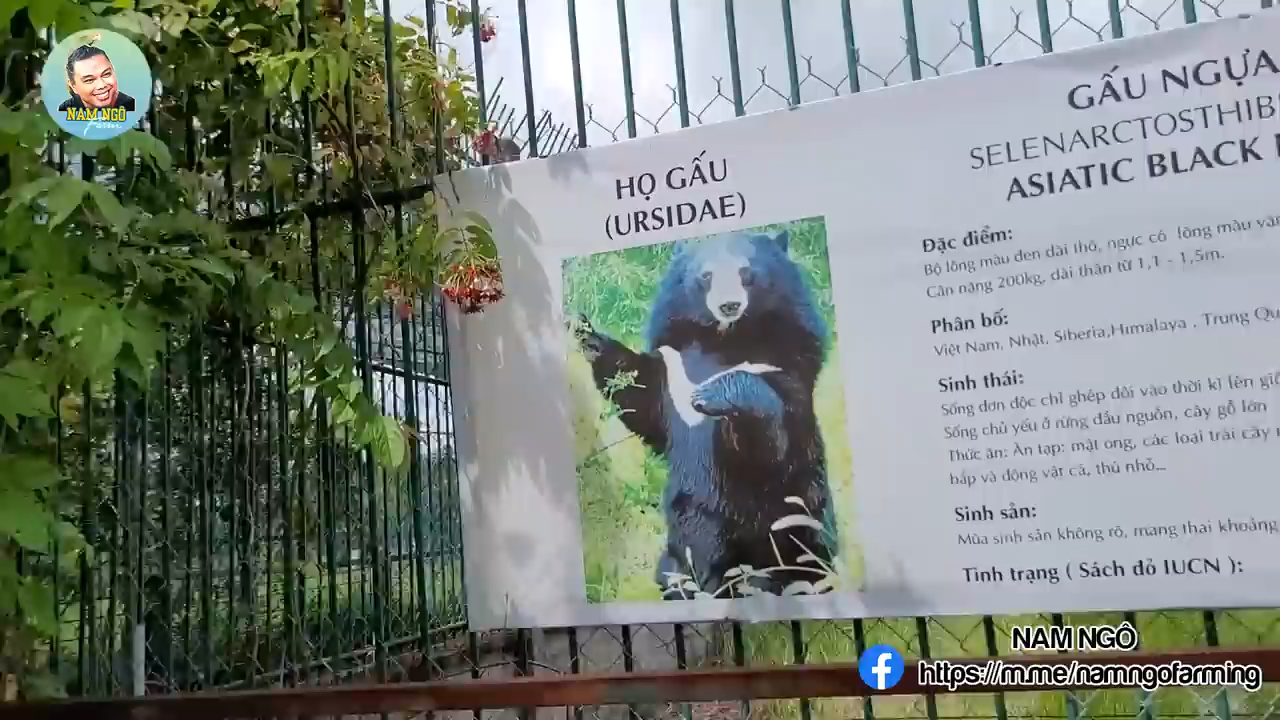 NAM NGÔ
HỌ GẤU
(URSIDAE)
GẤU NGỰA
SELENARCTOSTHIB
ASIATIC BLACK
Đặc điểm:
Bộ lông màu đen dài thô, ngực có lông màu
Cân nặng 200kg, dài thân từ 1,1 - 1,5m.
Phân bố:
Việt Nam, Nhật, Siberia,Himalaya , Trung
Sinh thái:
Sống đơn độc chỉ ghép đôi vào thời kì lên
Sống chủ yếu ở rừng đầu nguồn, cây gỗ lớn
Thức ăn: Ăn tạp: mật ong, các loại trái cây
bắp và động vật cá, thú nhỏ...
Sinh sản:
Mùa sinh sản không rõ, mang thai khoảng
Tình trạng ( Sách đỏ IUCN ):
NAM NGÔ
https://m.me/namngofarming